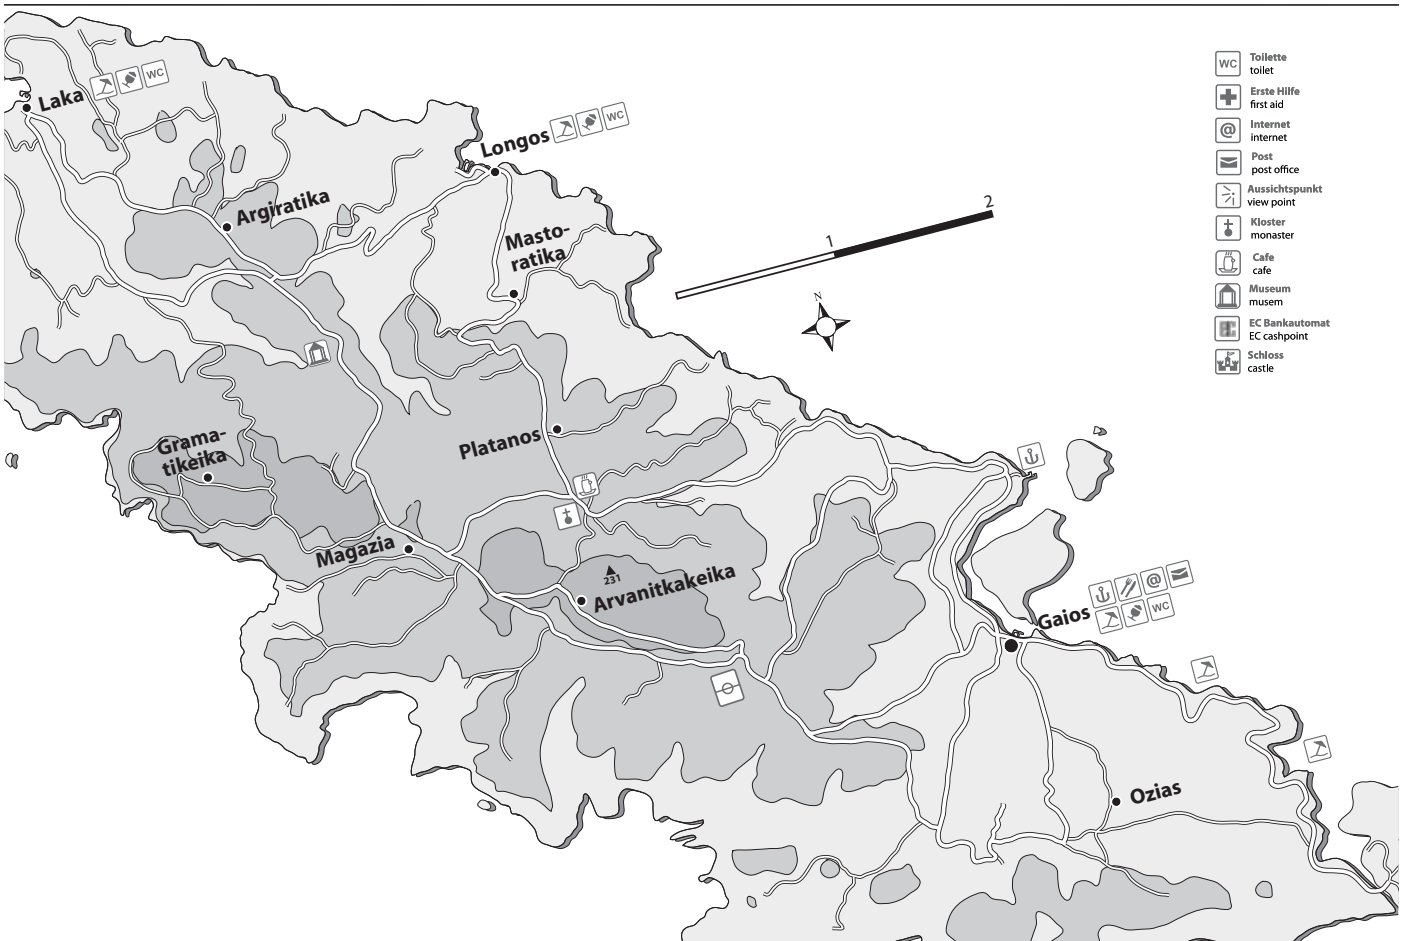 WC
Laka
Longos
WC
Argiratika
Masto-
ratika
1
2
N
WC
Toilette
toilet
Erste Hilfe
first aid
@
Internet
internet
Post
post office
Aussichtspunkt
view point
Kloster
monaster
Cafe
cafe
Museum
musem
EC
EC Bankautomat
EC cashpoint
Schloss
castle
Grama-
tikeika
Platanos
Magazia
231
Arvanitkakeika
Gaios
@
WC
Ozias